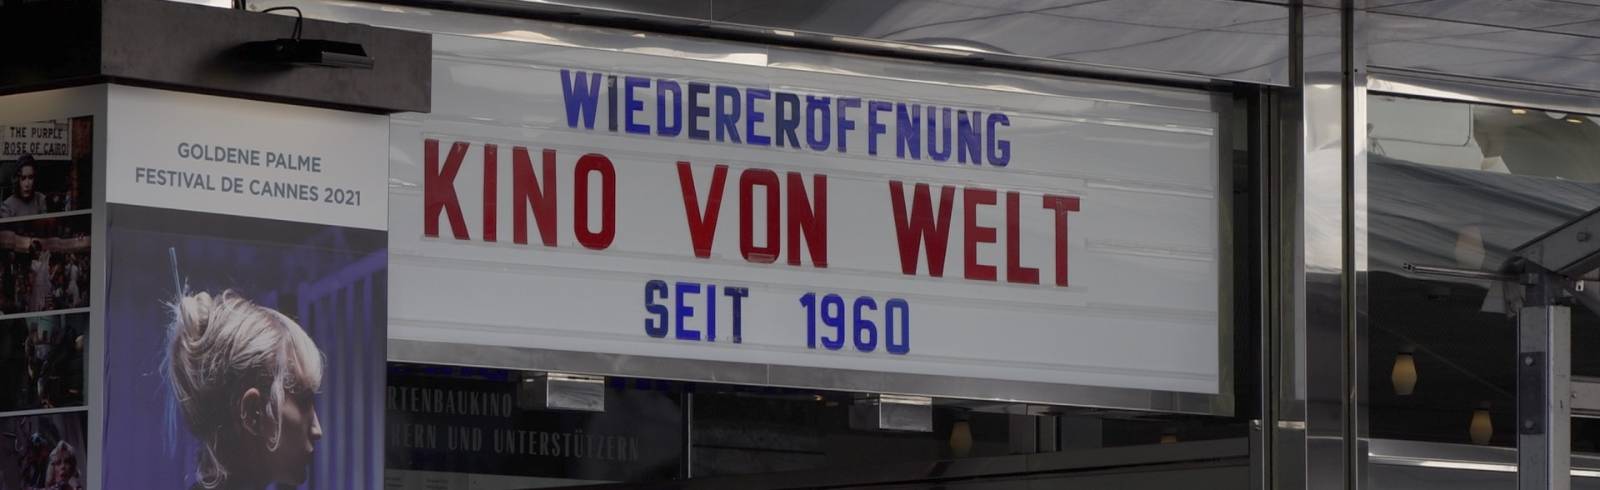 THE PURPLE
ROSE OF CAIRO
GOLDENE PALME
FESTIVAL DE CANNES 2021
WIEDERERÖFFNUNG
KINO VON WELT
SEIT 1960
RTENBAUKINO
UND UNTERSTÜTZERN